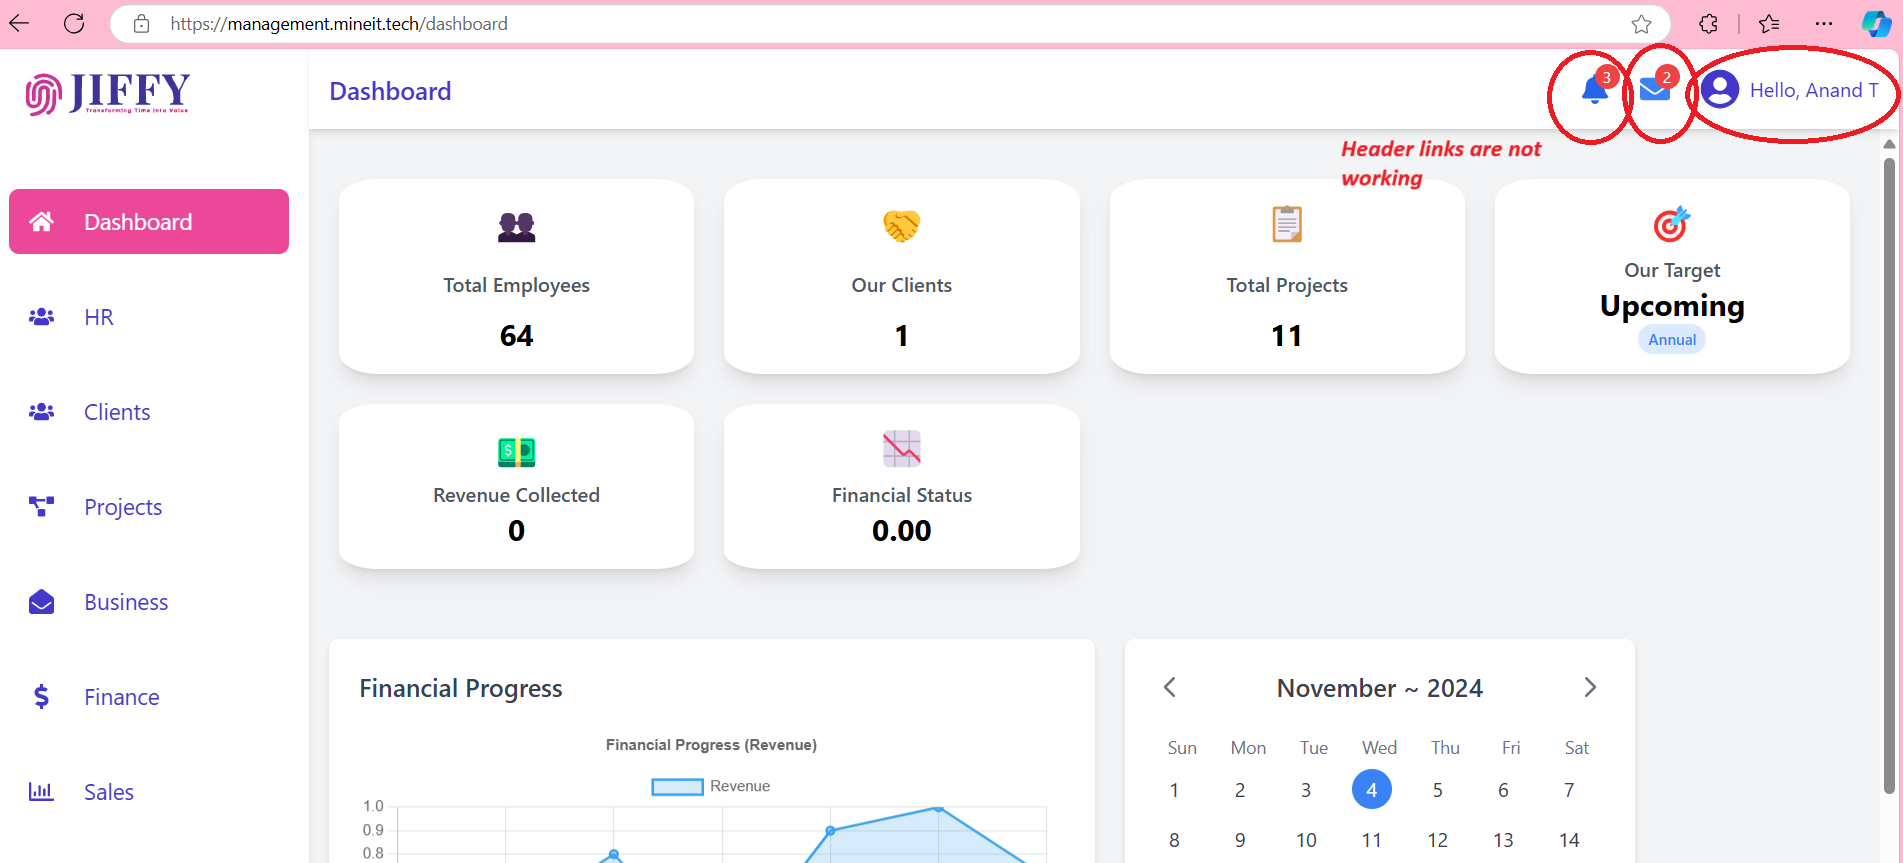 https://management.mineit.tech/dashboard
JIFFY
Transforming Time Into Value
Dashboard
3
2
Hello, Anand T
Header links are not
working
Dashboard
HR
Clients
Projects
Business
Finance
Sales
Total Employees
64
Our Clients
1
Total Projects
11
Our Target
Upcoming
Annual
Revenue Collected
0
Financial Status
0.00
Financial Progress
Financial Progress (Revenue)
Revenue
1.0
0.9
0.8
November ~ 2024
Sun Mon Tue Wed Thu Fri Sat
1 2 3 4 5 6 7
8 9 10 11 12 13 14